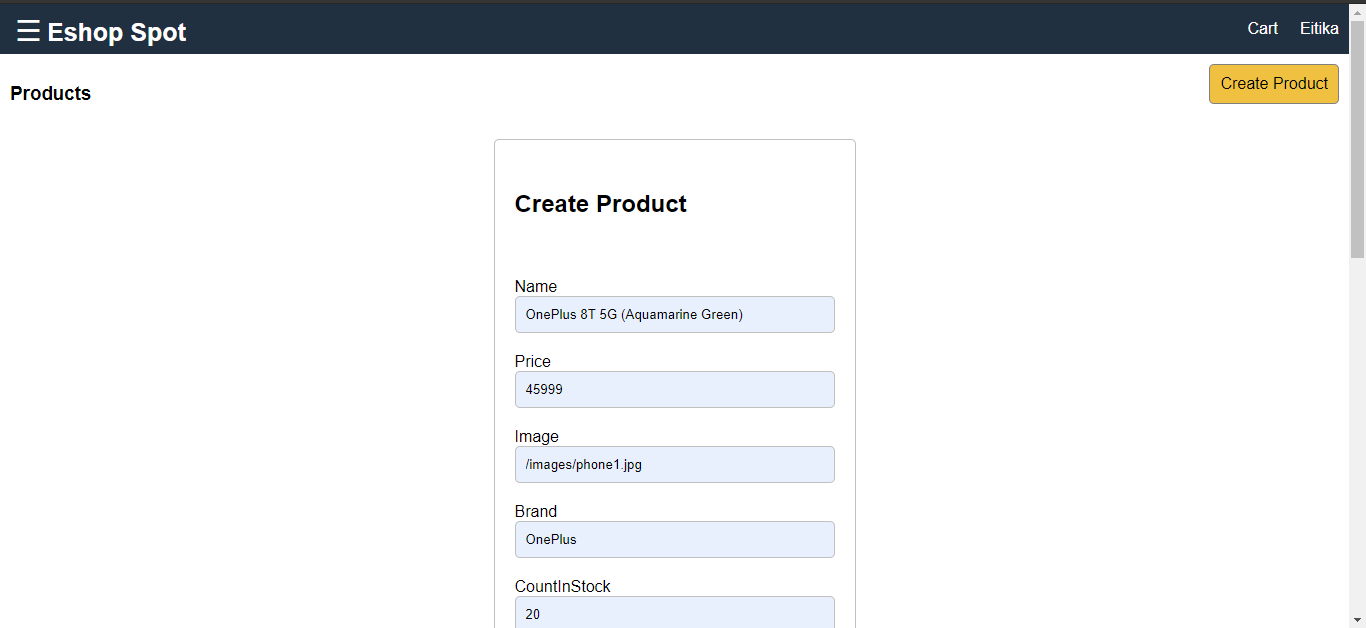 ☰ Eshop Spot
Cart Eitika
Products
Create Product
Create Product
Name
OnePlus 8T 5G (Aquamarine Green)
Price
45999
Image
/images/phone1.jpg
Brand
OnePlus
CountInStock
20